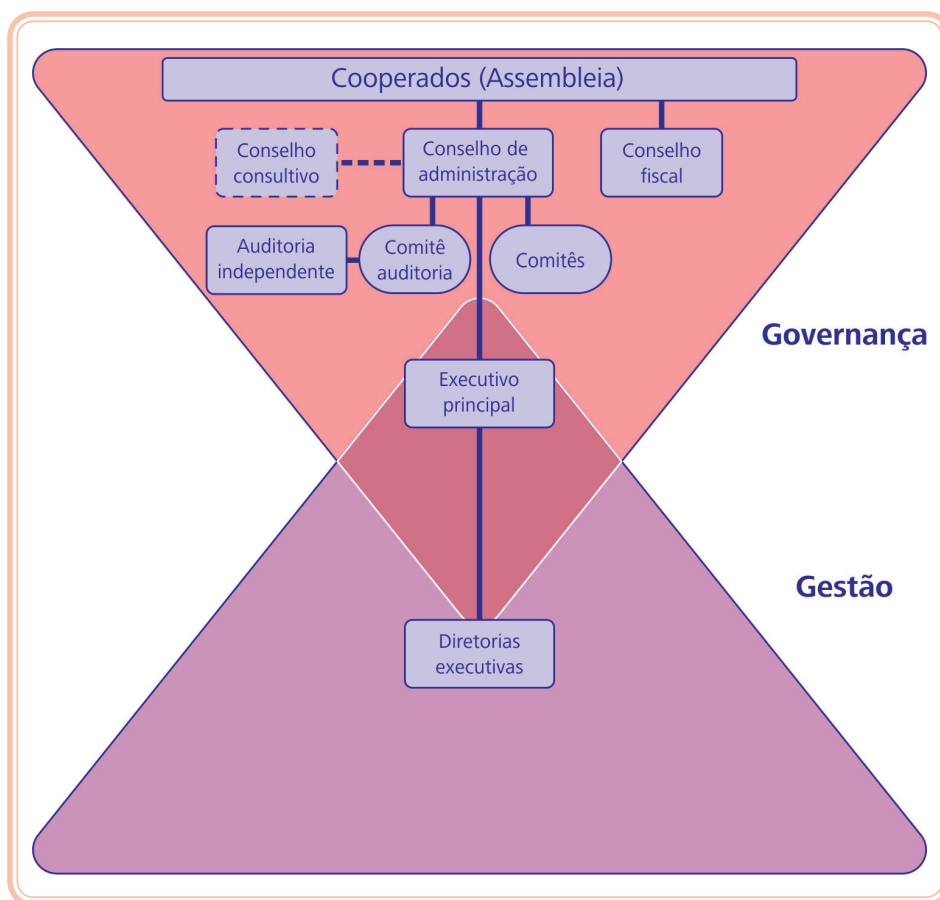 Cooperados (Assembleia)
Conselho
consultivo
Conselho de
administração
Conselho
fiscal
Auditoria
independente
Comitê
auditoria
Comitês
Governança
Executivo
principal
Gestão
Diretorias
executivas